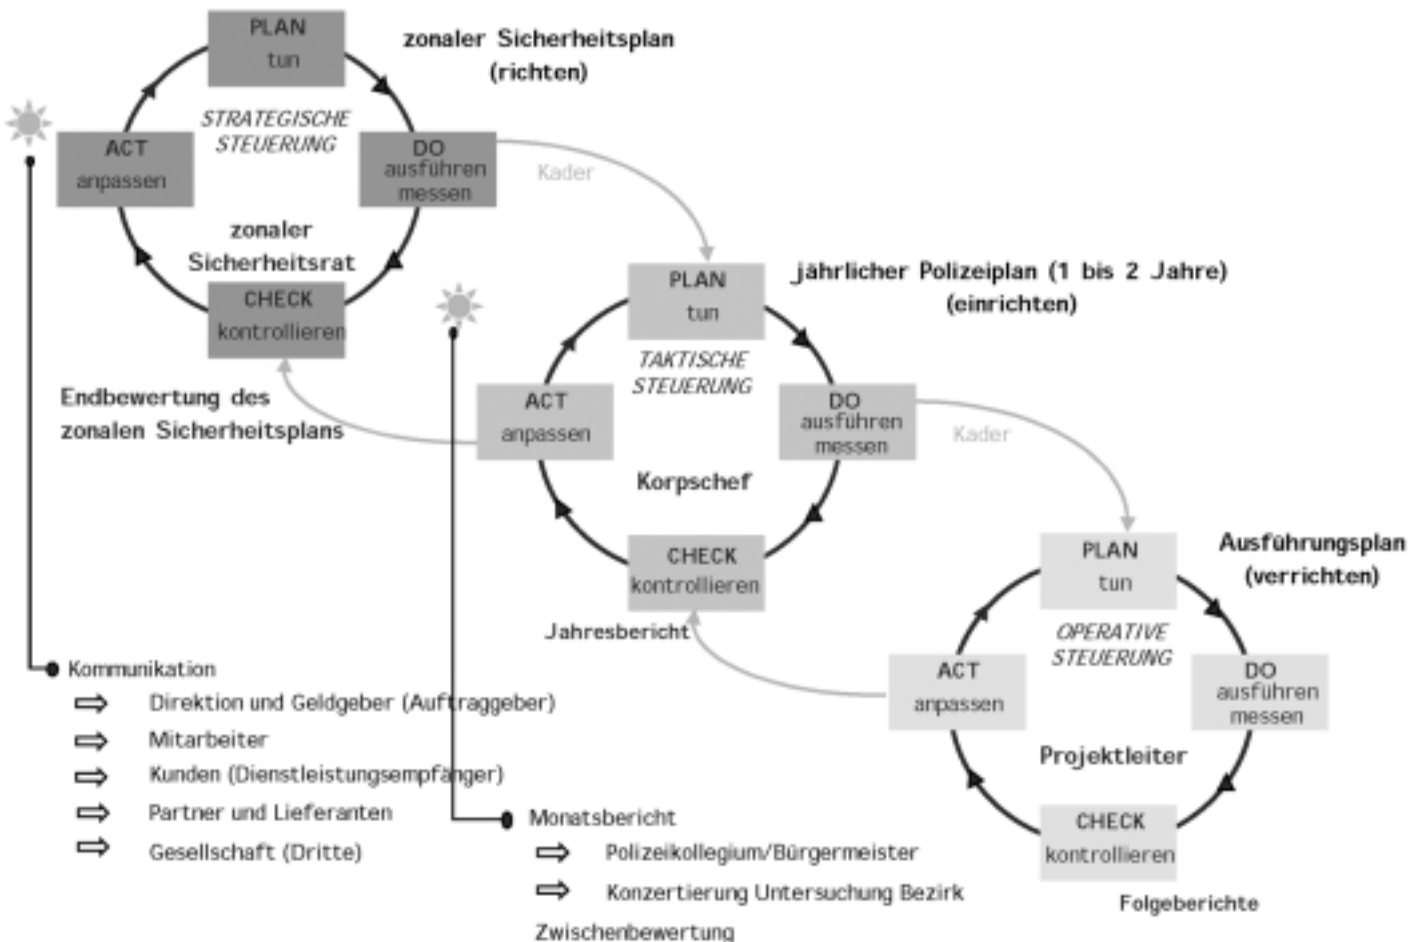 PLAN
tun
zonaler Sicherheitsplan
(richten)
STRATEGISCHE
STEUERUNG
ACT
anpassen
DO
ausführen
messen
Kader
zonaler
Sicherheitsrat
CHECK
kontrollieren
Endbewertung des
zonalen Sicherheitsplans
PLAN
tun
jährlicher Polizeiplan (1 bis 2 Jahre)
(einrichten)
TAKTISCHE
STEUERUNG
ACT
anpassen
DO
ausführen
messen
Kader
Korpschef
CHECK
kontrollieren
Jahresbericht
PLAN
tun
Ausführungsplan
(verrichten)
OPERATIVE
STEUERUNG
ACT
anpassen
DO
ausführen
messen
Projektleiter
CHECK
kontrollieren
Folgeberichte
Kommunikation
Direktion und Geldgeber (Auftraggeber)
Mitarbeiter
Kunden (Dienstleistungsempfänger)
Partner und Lieferanten
Gesellschaft (Dritte)
Monatsbericht
Polizeikollegium/Bürgermeister
Konzertierung Untersuchung Bezirk
Zwischenbewertung